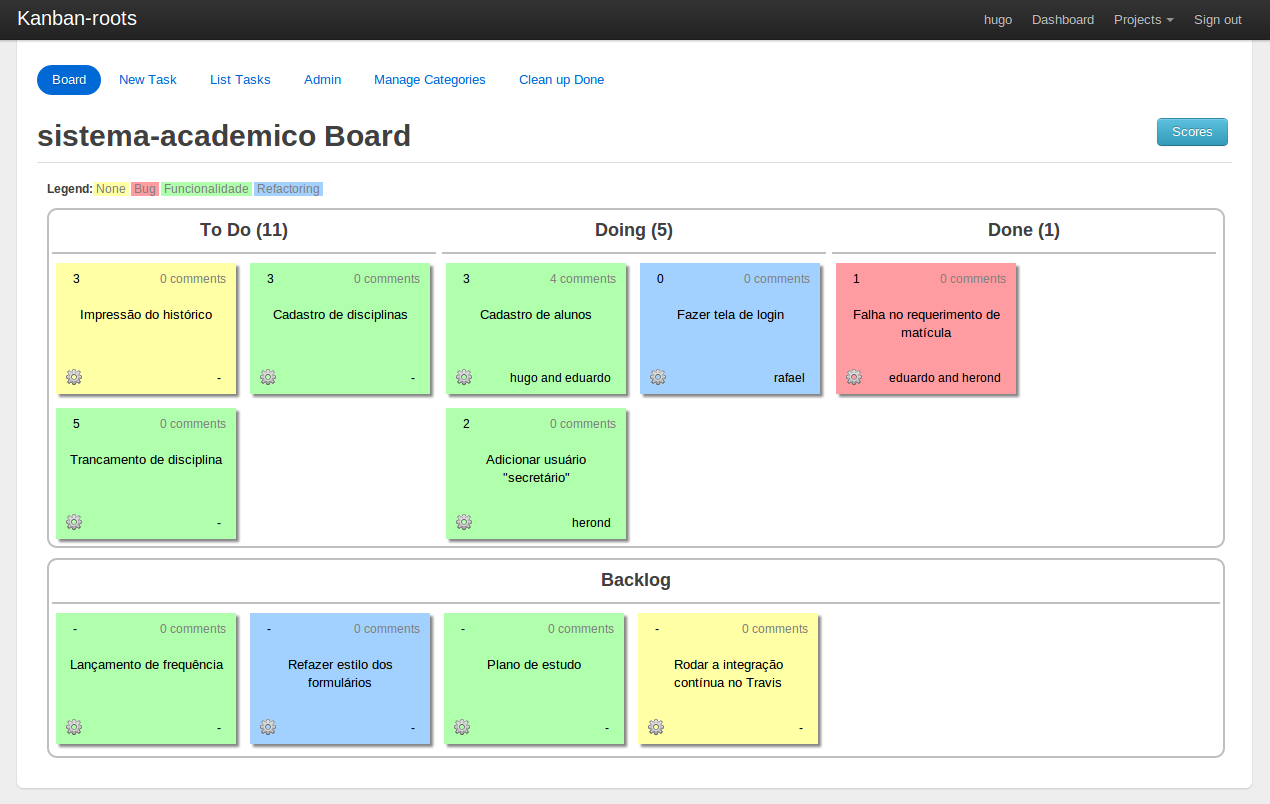 Kanban-roots
hugo Dashboard Projects Sign out
Board New Task List Tasks Admin Manage Categories Clean up Done
sistema-academico Board
Scores
Legend: None Bug Funcionalidade Refactoring
To Do (11) Doing (5) Done (1)
3 0 comments
Impressão do histórico
-
3 0 comments
Cadastro de disciplinas
-
3 4 comments
Cadastro de alunos
hugo and eduardo
0 0 comments
Fazer tela de login
rafael
1 0 comments
Falha no requerimento de
matícula
eduardo and herond
5 0 comments
Trancamento de disciplina
-
2 0 comments
Adicionar usuário
"secretário"
herond
Backlog
- 0 comments
Lançamento de frequência
-
- 0 comments
Refazer estilo dos
formulários
-
- 0 comments
Plano de estudo
-
- 0 comments
Rodar a integração
contínua no Travis
-